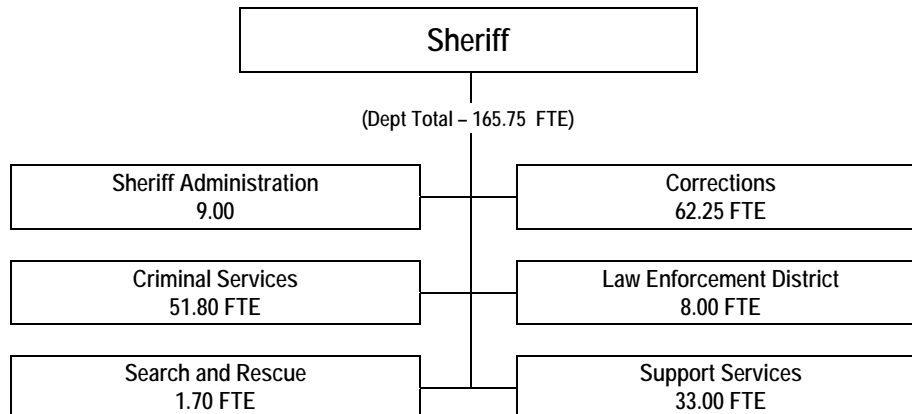 Sheriff
(Dept Total – 165.75 FTE)
Sheriff Administration
9.00
Corrections
62.25 FTE
Criminal Services
51.80 FTE
Law Enforcement District
8.00 FTE
Search and Rescue
1.70 FTE
Support Services
33.00 FTE